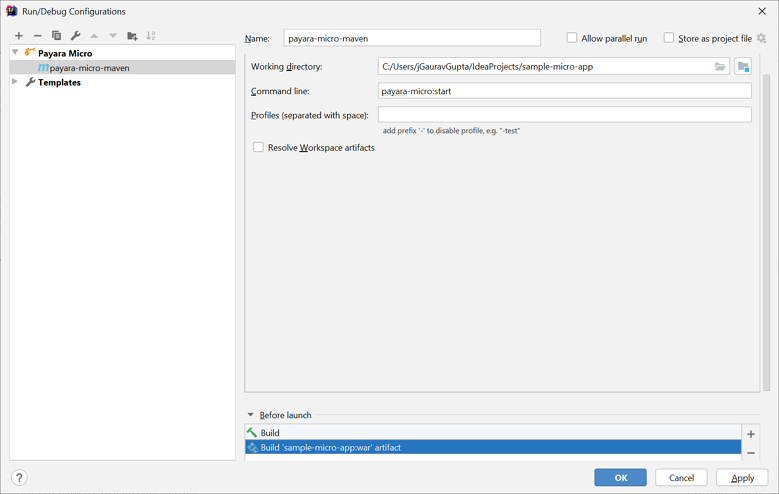 Run/Debug Configurations
Name: payara-micro-maven Allow parallel run Store as project file
Payara Micro
payara-micro-maven
Templates
Working directory: C:/Users/jGauravGupta/IdeaProjects/sample-micro-app
Command line: payara-micro:start
Profiles (separated with space):
add prefix '-' to disable profile, e.g. "-test"
Resolve Workspace artifacts
Before launch
Build
Build 'sample-micro-app:war' artifact
? OK Cancel Apply